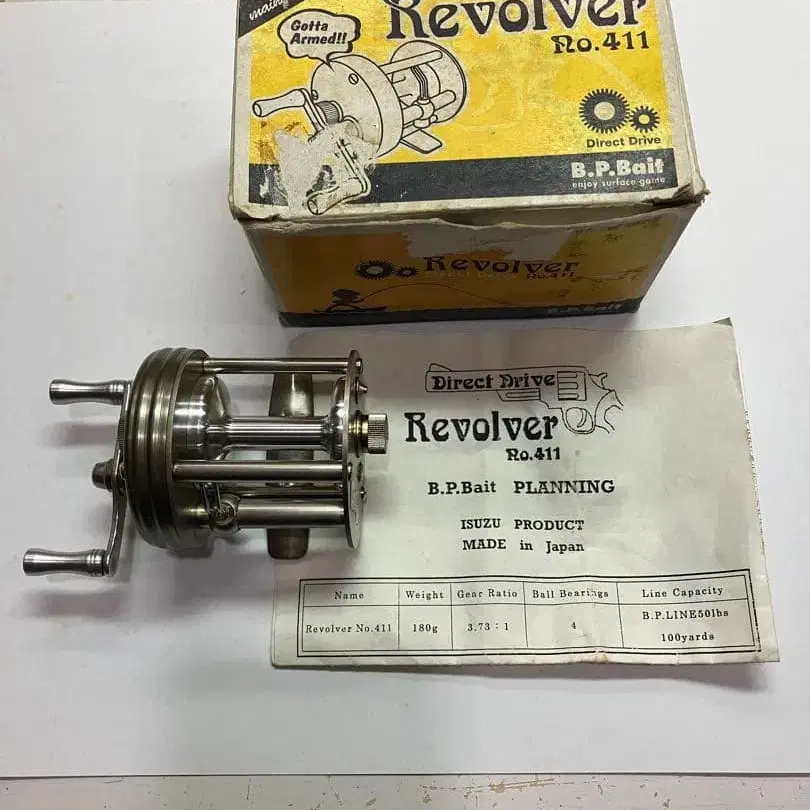 Gotta
Armed!!
Revolver
No.411
Direct Drive
B.P.Bait
enjoy surface game
Revolver
No.411
B.P.Bait
Direct Drive
Revolver
No.411
B.P.Bait PLANNING
ISUZU PRODUCT
MADE in Japan
Name Weight Gear Ratio Ball Bearings Line Capacity
Revolver No.411 180g 3.73 : 1 4 B.P.LINE50lbs
100yards